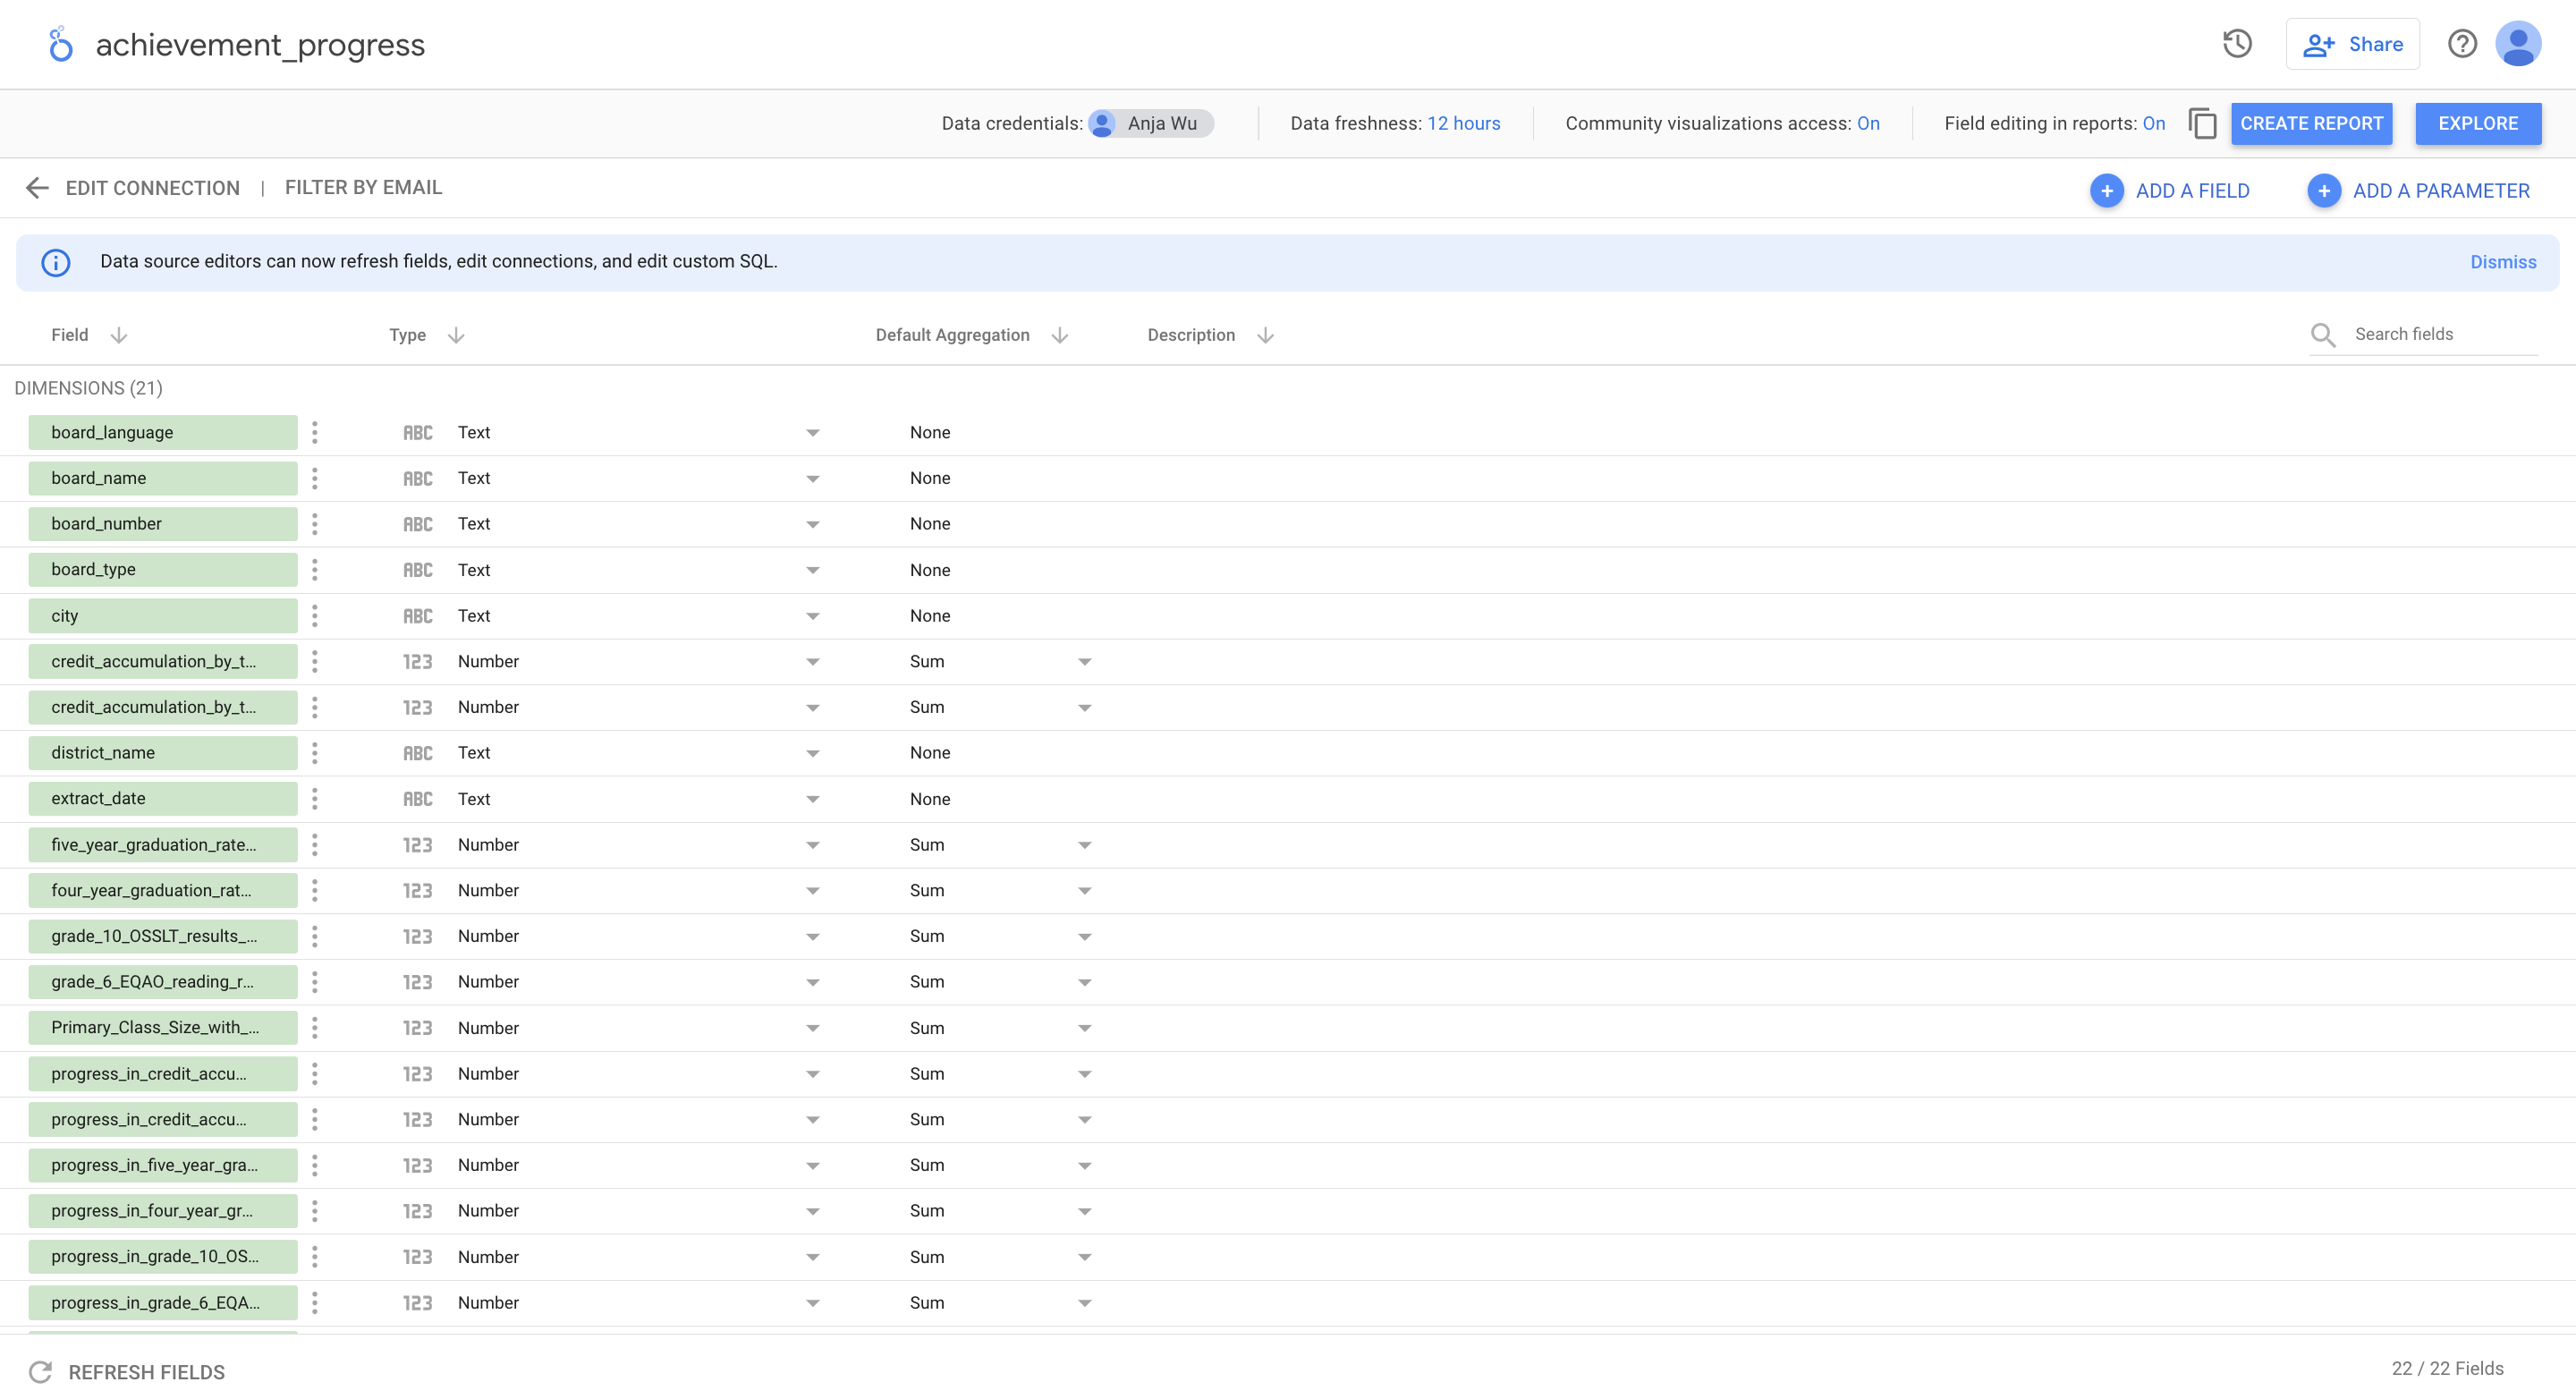 achievement_progress
Share
Data credentials: Anja Wu
Data freshness: 12 hours
Community visualizations access: On
Field editing in reports: On
CREATE REPORT
EXPLORE
EDIT CONNECTION | FILTER BY EMAIL
ADD A FIELD
ADD A PARAMETER
Data source editors can now refresh fields, edit connections, and edit custom SQL.
Dismiss
Field Type Default Aggregation Description Search fields
DIMENSIONS (21)
board_language ABC Text None
board_name ABC Text None
board_number ABC Text None
board_type ABC Text None
city ABC Text None
credit_accumulation_by_t... 123 Number Sum
credit_accumulation_by_t... 123 Number Sum
district_name ABC Text None
extract_date ABC Text None
five_year_graduation_rate... 123 Number Sum
four_year_graduation_rat... 123 Number Sum
grade_10_OSSLT_results_... 123 Number Sum
grade_6_EQAO_reading_r... 123 Number Sum
Primary_Class_Size_with_... 123 Number Sum
progress_in_credit_accu... 123 Number Sum
progress_in_credit_accu... 123 Number Sum
progress_in_five_year_gra... 123 Number Sum
progress_in_four_year_gr... 123 Number Sum
progress_in_grade_10_OS... 123 Number Sum
progress_in_grade_6_EQA... 123 Number Sum
REFRESH FIELDS
22 / 22 Fields